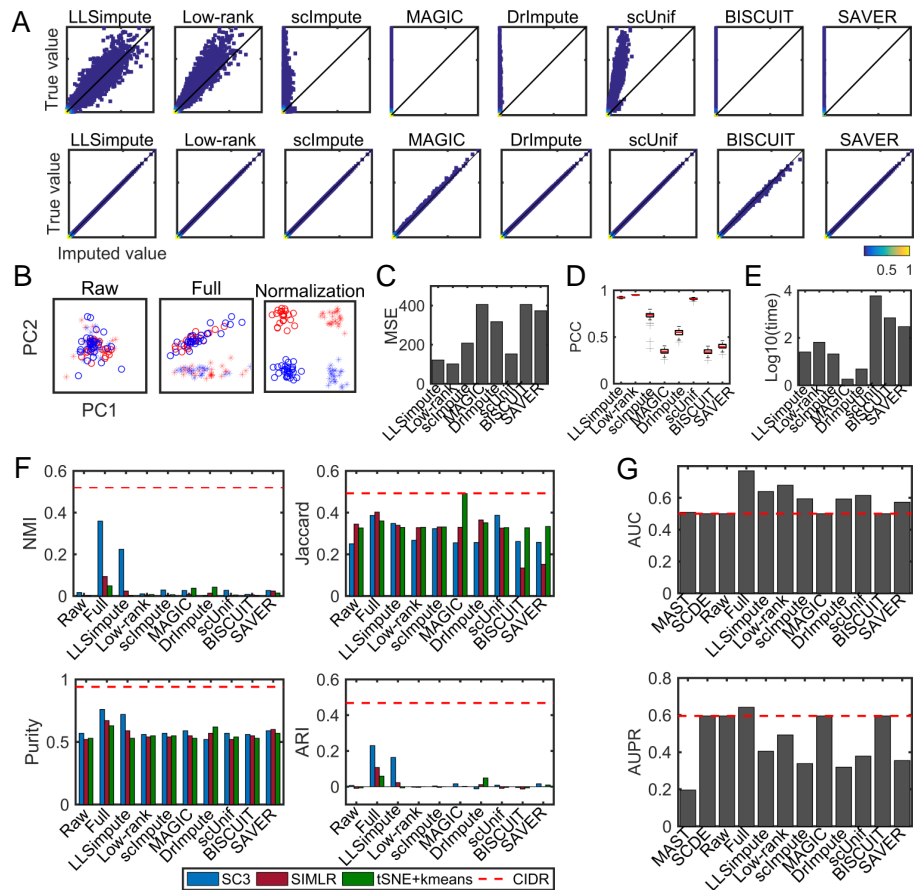 A
LLSimpute Low-rank scImpute MAGIC DrImpute scUnif BISCUIT SAVER
True value
LLSimpute Low-rank scImpute MAGIC DrImpute scUnif BISCUIT SAVER
True value
Imputed value
0.5 1
B
Raw Full Normalization
PC2
PC1
C
MSE
400
200
0
LLSimpute Low-rank scImpute MAGIC DrImpute scUnif BISCUIT SAVER
D
PCC
1
0.5
0
LLSimpute Low-rank scImpute MAGIC DrImpute scUnif BISCUIT SAVER
E
Log10(time)
4.0
2.0
0
LLSimpute Low-rank scImpute MAGIC DrImpute scUnif BISCUIT SAVER
F
NMI
0.6
0.4
0.2
0
Raw Full LLSimpute Low-rank scImpute MAGIC DrImpute scUnif BISCUIT SAVER
Jaccard
0.6
0.4
0.2
0
Raw Full LLSimpute Low-rank scImpute MAGIC DrImpute scUnif BISCUIT SAVER
G
AUC
0.6
0.4
0.2
0
MAST SCDE Raw Full LLSimpute Low-rank scImpute MAGIC DrImpute scUnif BISCUIT SAVER
Purity
1
0.5
0
Raw Full LLSimpute Low-rank scImpute MAGIC DrImpute scUnif BISCUIT SAVER
ARI
0.6
0.4
0.2
0
Raw Full LLSimpute Low-rank scImpute MAGIC DrImpute scUnif BISCUIT SAVER
AUPR
0.8
0.6
0.4
0.2
0
MAST SCDE Raw Full LLSimpute Low-rank scImpute MAGIC DrImpute scUnif BISCUIT SAVER
SC3 SIMLR tSNE+kmeans CIDR